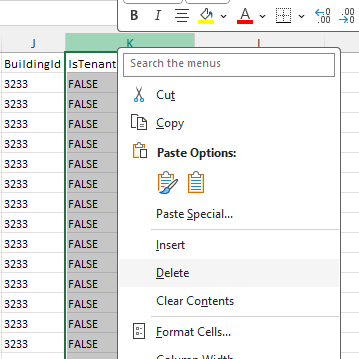 B I A
J K L
BuildingId IsTenant
3233 FALSE
3233 FALSE
3233 FALSE
3233 FALSE
3233 FALSE
3233 FALSE
3233 FALSE
3233 FALSE
3233 FALSE
3233 FALSE
3233 FALSE
3233 FALSE
3233 FALSE
3233 FALSE
Search the menus
Cut
Copy
Paste Options:
Paste Special...
Insert
Delete
Clear Contents
Format Cells...